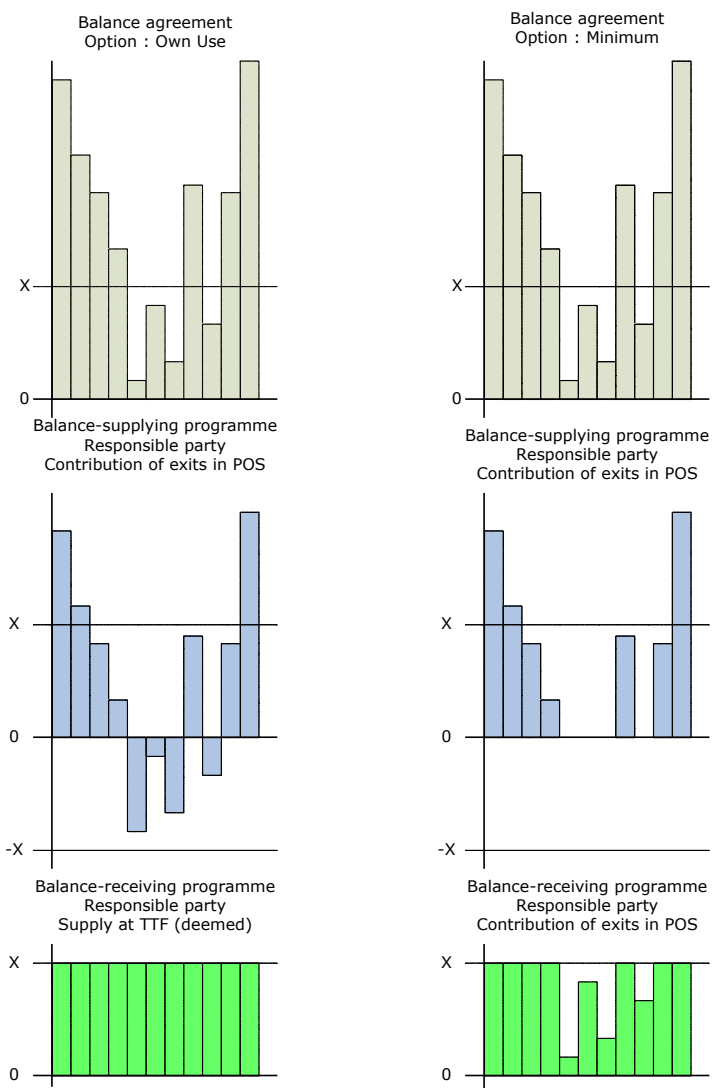 Balance agreement
Option : Own Use
X
0
Balance-supplying programme
Responsible party
Contribution of exits in POS
X
0
-X
Balance-receiving programme
Responsible party
Supply at TTF (deemed)
X
0
Balance agreement
Option : Minimum
X
0
Balance-supplying programme
Responsible party
Contribution of exits in POS
X
0
-X
Balance-receiving programme
Responsible party
Contribution of exits in POS
X
0